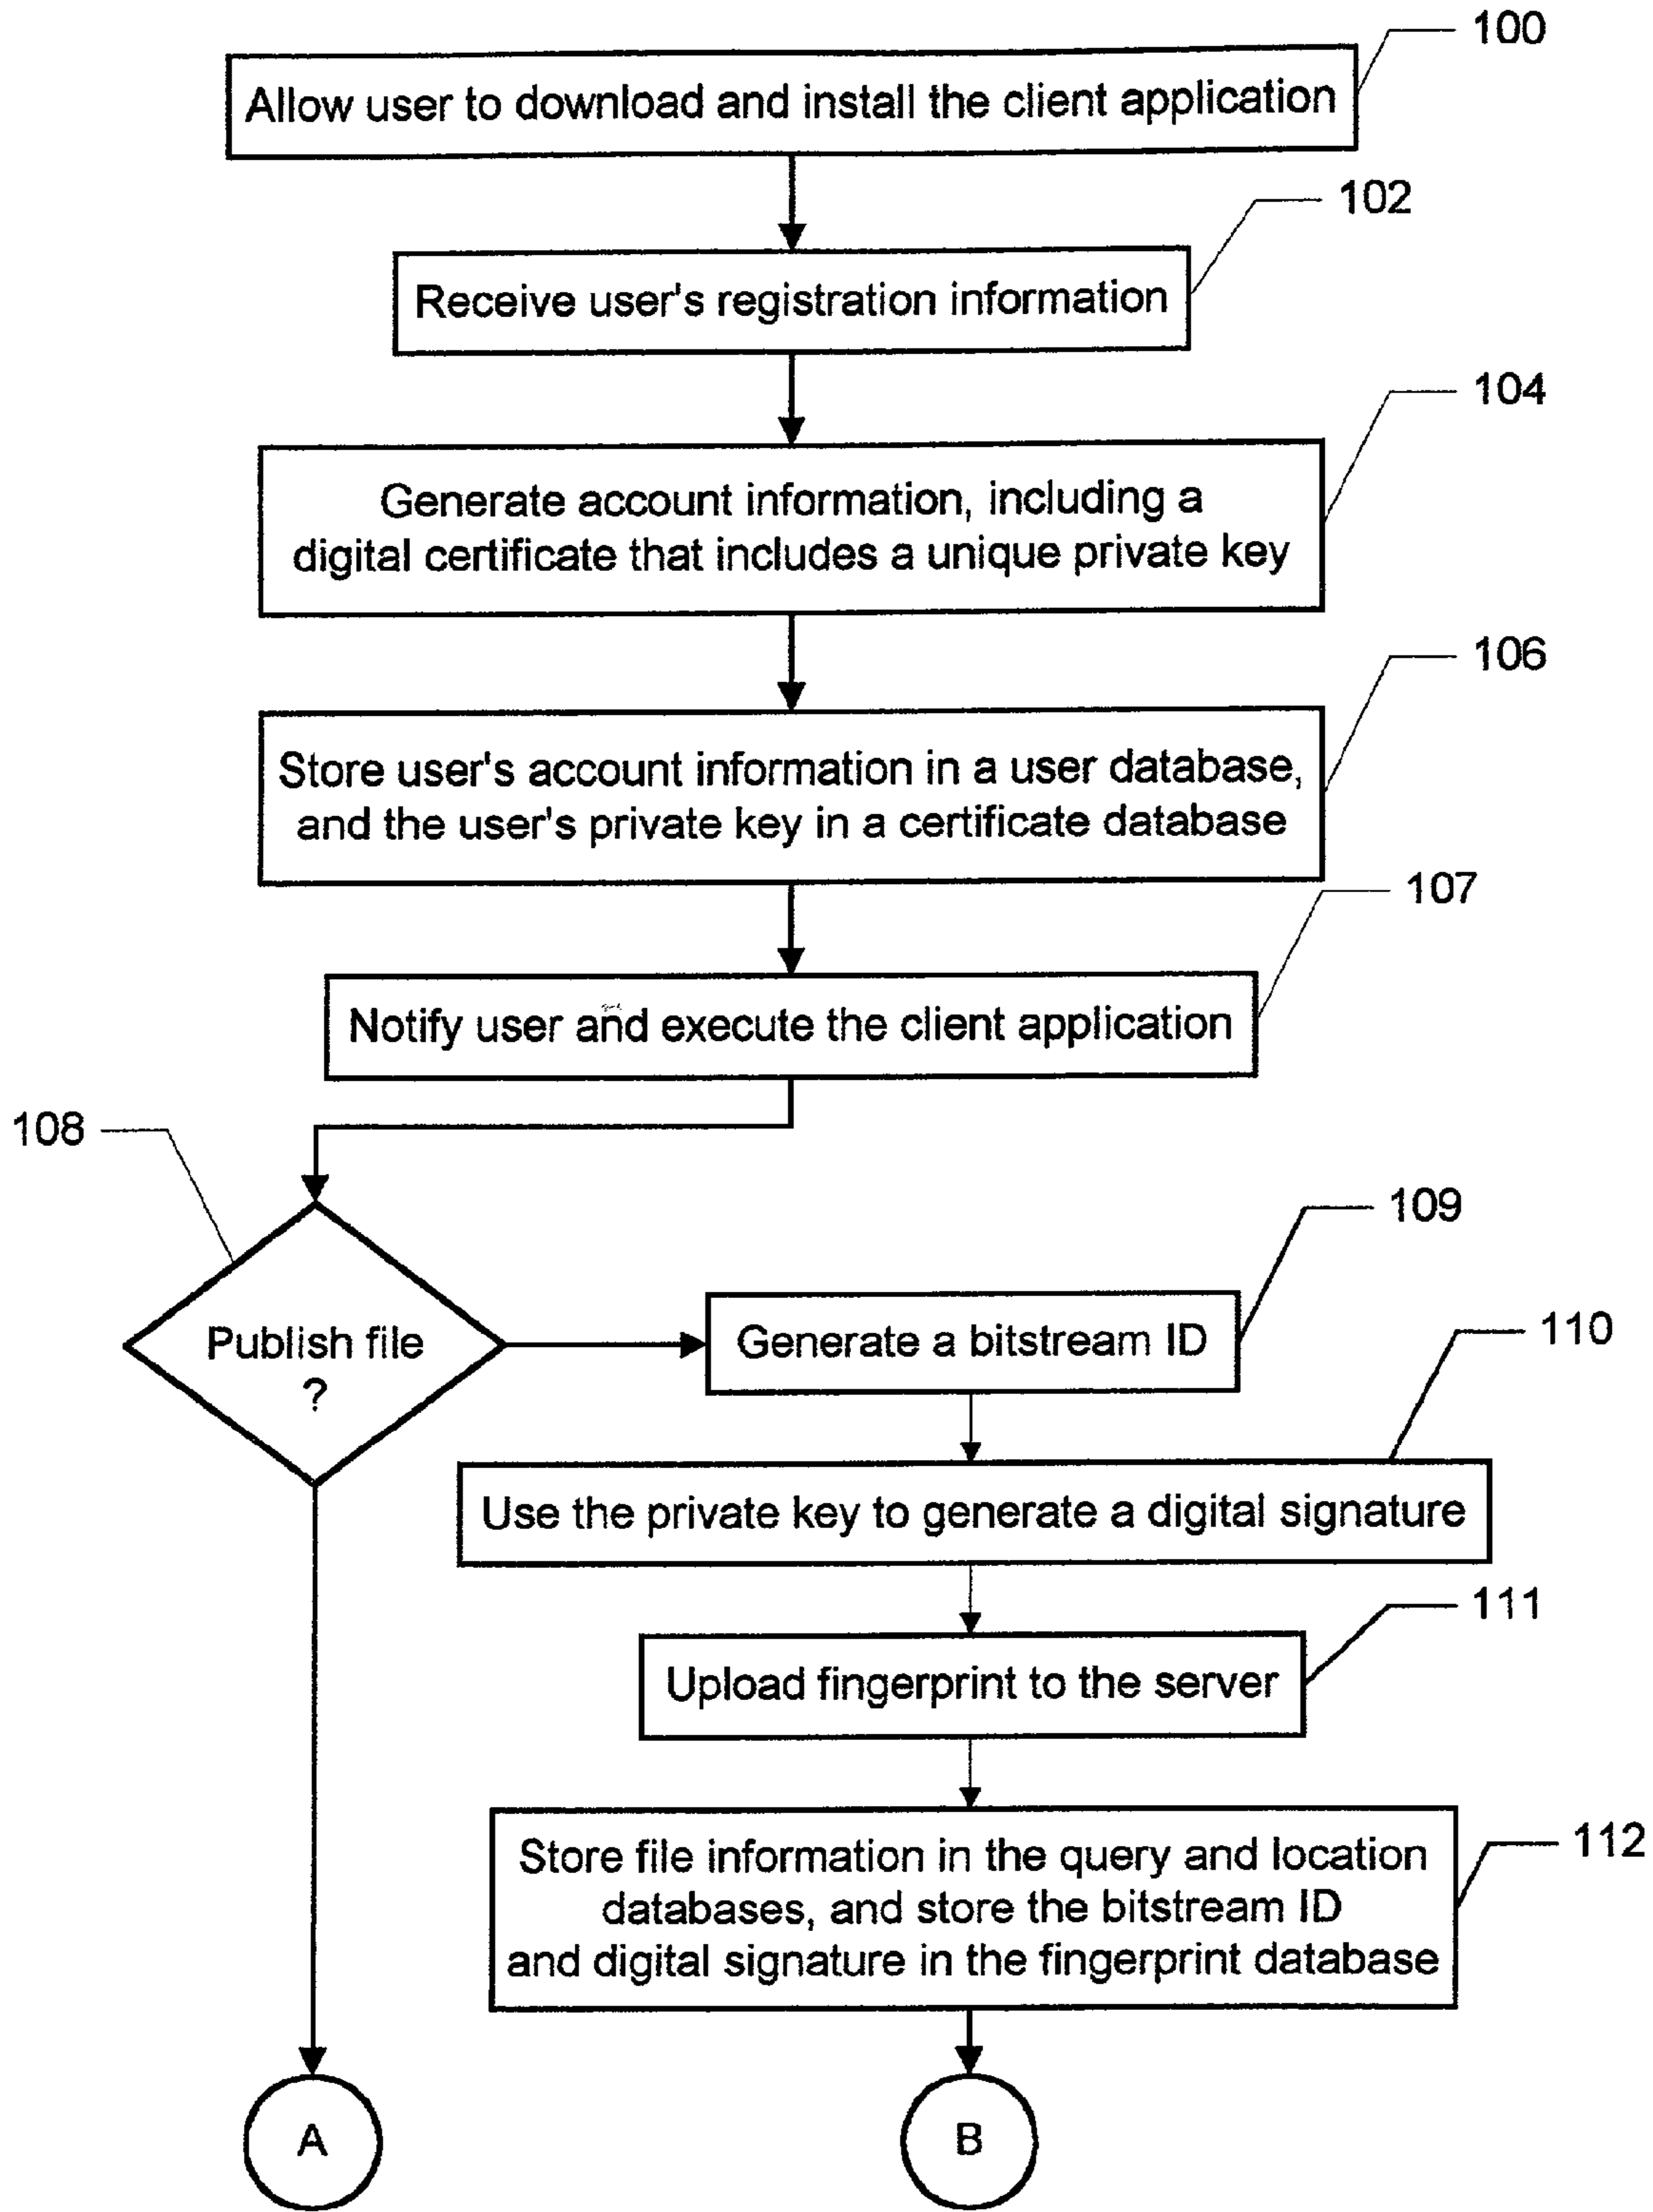 100
Allow user to download and install the client application
102
Receive user's registration information
104
Generate account information, including a
digital certificate that includes a unique private key
106
Store user's account information in a user database,
and the user's private key in a certificate database
107
Notify user and execute the client application
108
Publish file
?
109
Generate a bitstream ID
110
Use the private key to generate a digital signature
111
Upload fingerprint to the server
112
Store file information in the query and location
databases, and store the bitstream ID
and digital signature in the fingerprint database
A
B